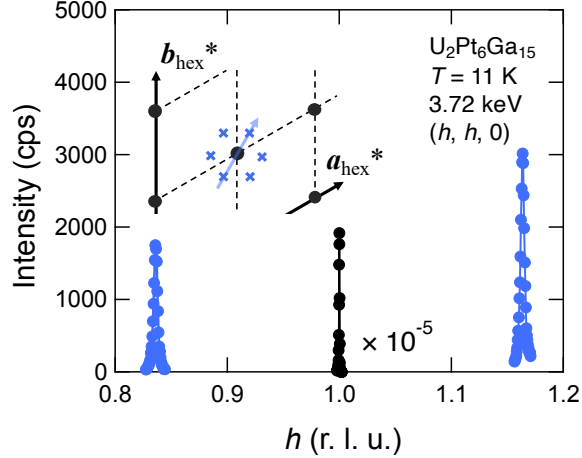 5000
4000
3000
2000
1000
0
Intensity (cps)
b_hex*
a_hex*
U₂Pt₆Ga₁₅
T = 11 K
3.72 keV
(h, h, 0)
× 10⁻⁵
0.8 0.9 1.0 1.1 1.2
h (r. l. u.)